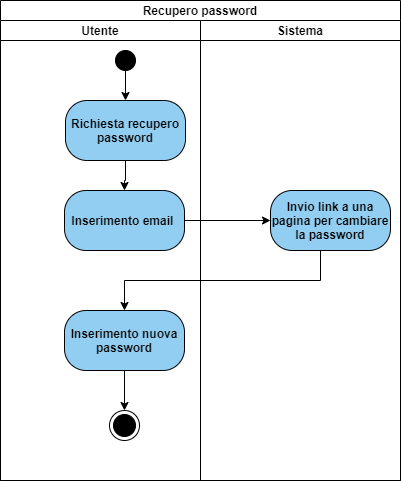 Recupero password
Utente
Sistema
Richiesta recupero
password
Inserimento email
Invio link a una
pagina per cambiare
la password
Inserimento nuova
password